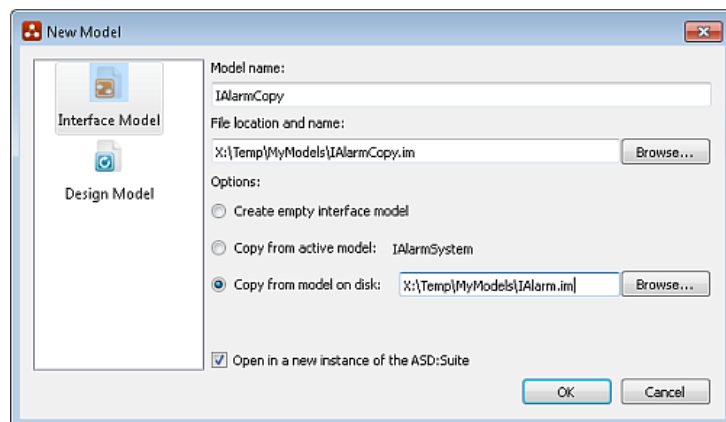 New Model
Interface Model
Design Model
Model name:
IAlarmCopy
File location and name:
X:\Temp\MyModels\IAlarmCopy.im
Browse...
Options:
Create empty interface model
Copy from active model: IAlarmSystem
Copy from model on disk: X:\Temp\MyModels\IAlarm.im
Browse...
Open in a new instance of the ASD:Suite
OK Cancel